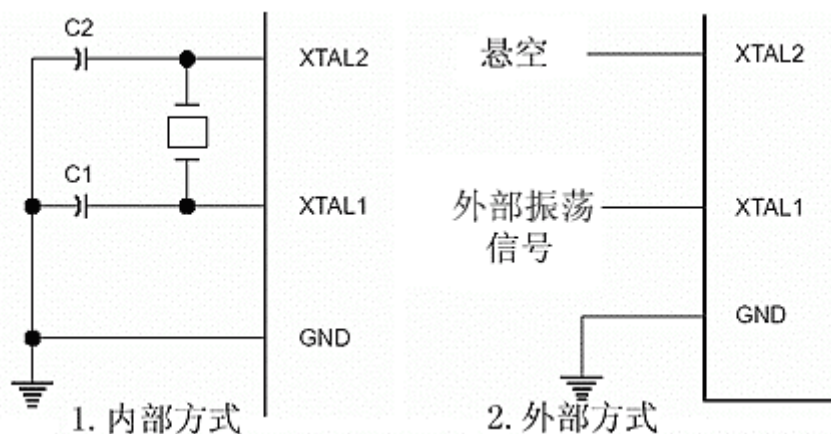 C2
XTAL2
C1
XTAL1
GND
1. 内部方式
悬空
XTAL2
外部振荡
信号
XTAL1
GND
2. 外部方式